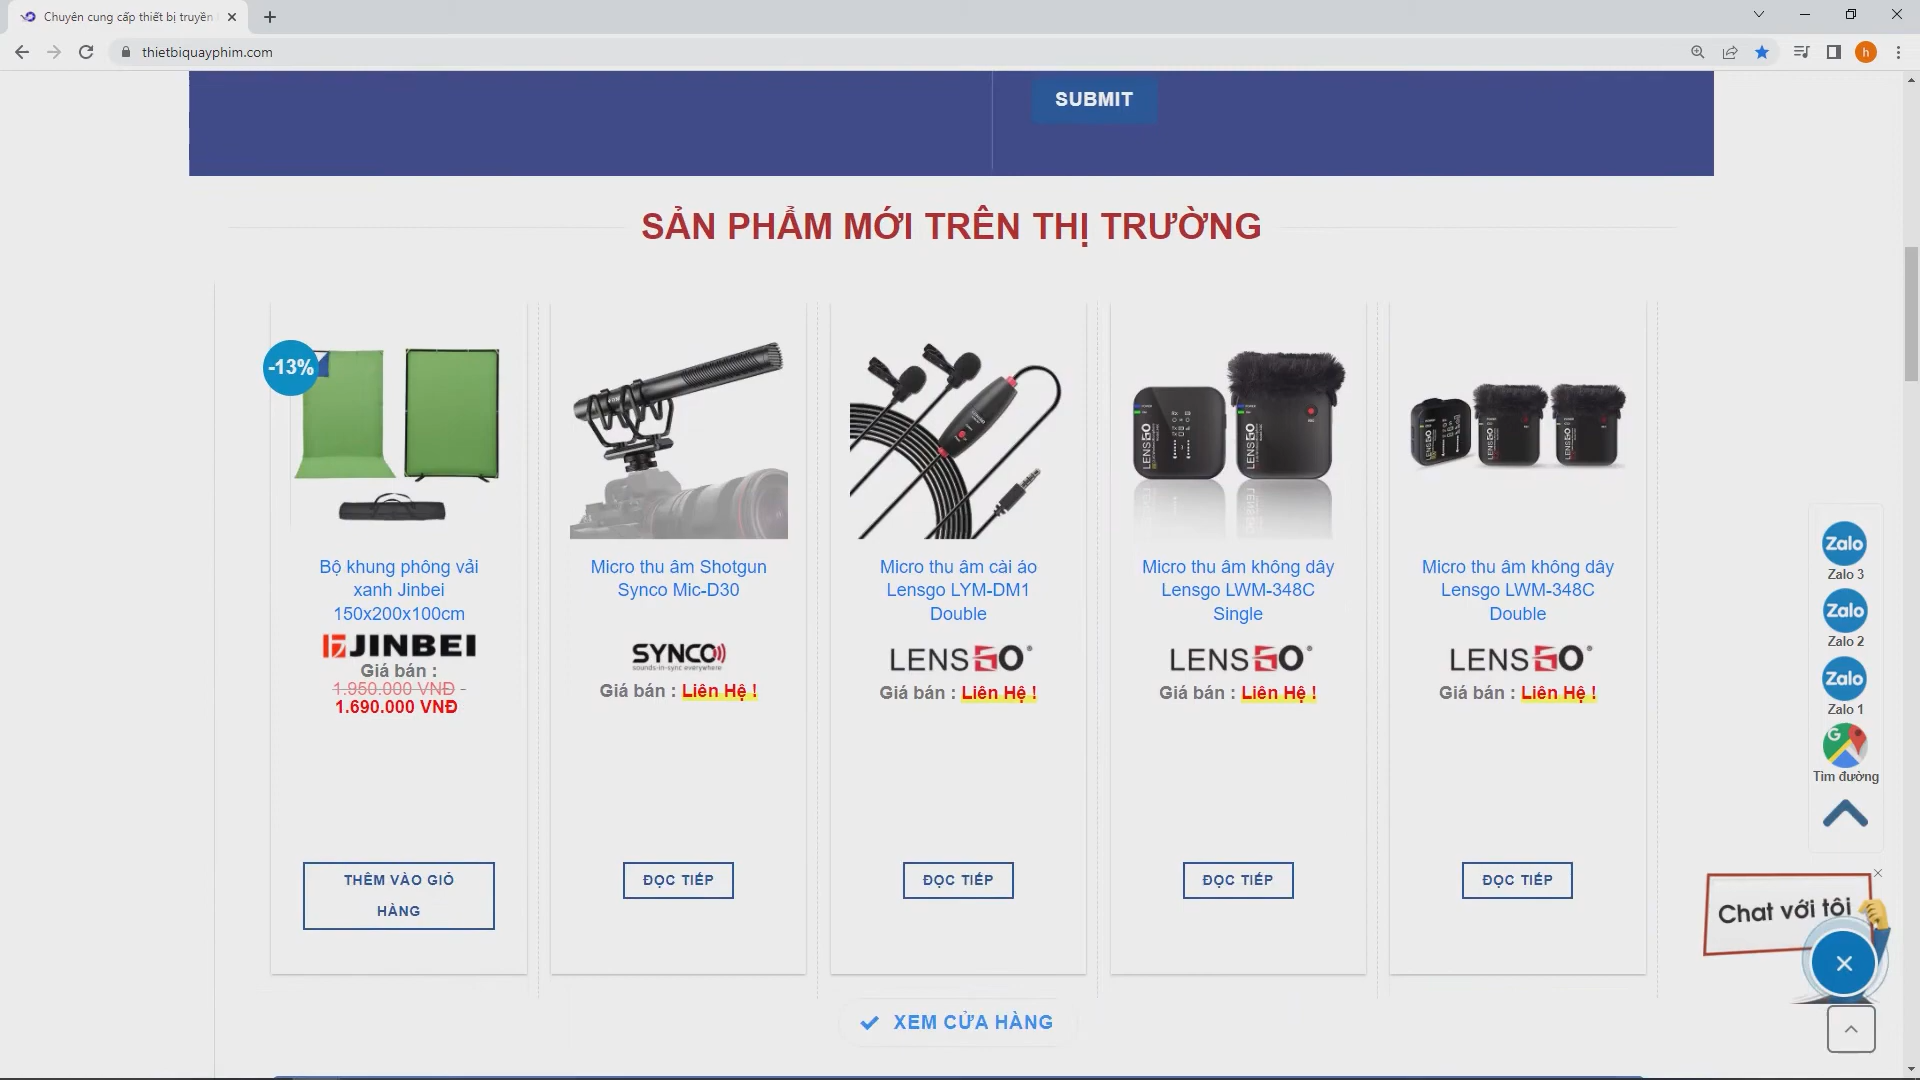 Chuyên cung cấp thiết bị truyền
thietbiquayphim.com
h
SUBMIT
SẢN PHẨM MỚI TRÊN THỊ TRƯỜNG
-13%
LENSGO
LENSGO
Bộ khung phông vải
xanh Jinbei
150x200x100cm
JINBEI
Giá bán :
1.950.000 VNĐ -
1.690.000 VNĐ
THÊM VÀO GIỎ
HÀNG
Micro thu âm Shotgun
Synco Mic-D30
SYNCO
sounds-in-sync everywhere
Giá bán : Liên Hệ !
ĐỌC TIẾP
Micro thu âm cài áo
Lensgo LYM-DM1
Double
LENSGO®
Giá bán : Liên Hệ !
ĐỌC TIẾP
Micro thu âm không dây
Lensgo LWM-348C
Single
LENSGO®
Giá bán : Liên Hệ !
ĐỌC TIẾP
Micro thu âm không dây
Lensgo LWM-348C
Double
LENSGO®
Giá bán : Liên Hệ !
ĐỌC TIẾP
XEM CỬA HÀNG
Zalo
Zalo 3
Zalo
Zalo 2
Zalo
Zalo 1
G
Tìm đường
Chat với tôi